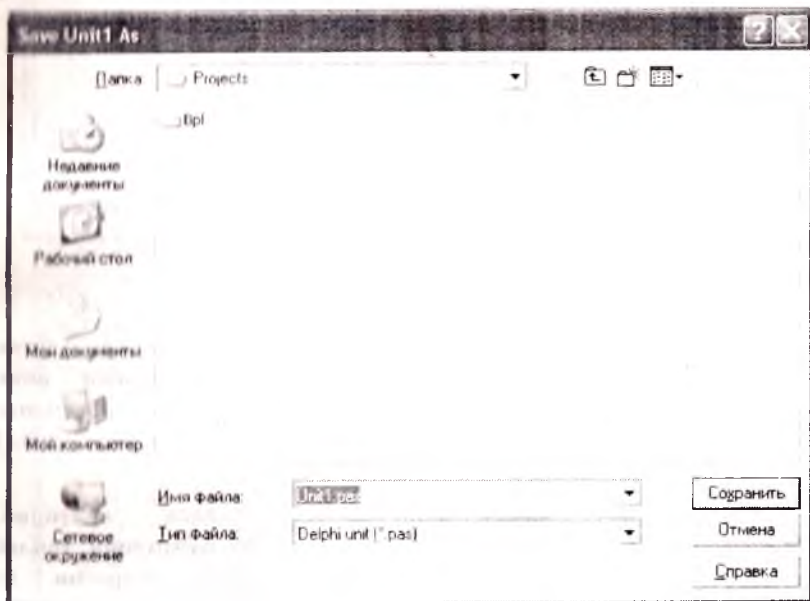 Save Unit1 As
Папка
Projects
Bpl
Недавние
документы
Рабочий стол
Мои документы
Мой компьютер
Сетевое
окружение
Имя файла:
Unit1.pas
Тип файла:
Delphi unit (*.pas)
Сохранить
Отмена
Справка